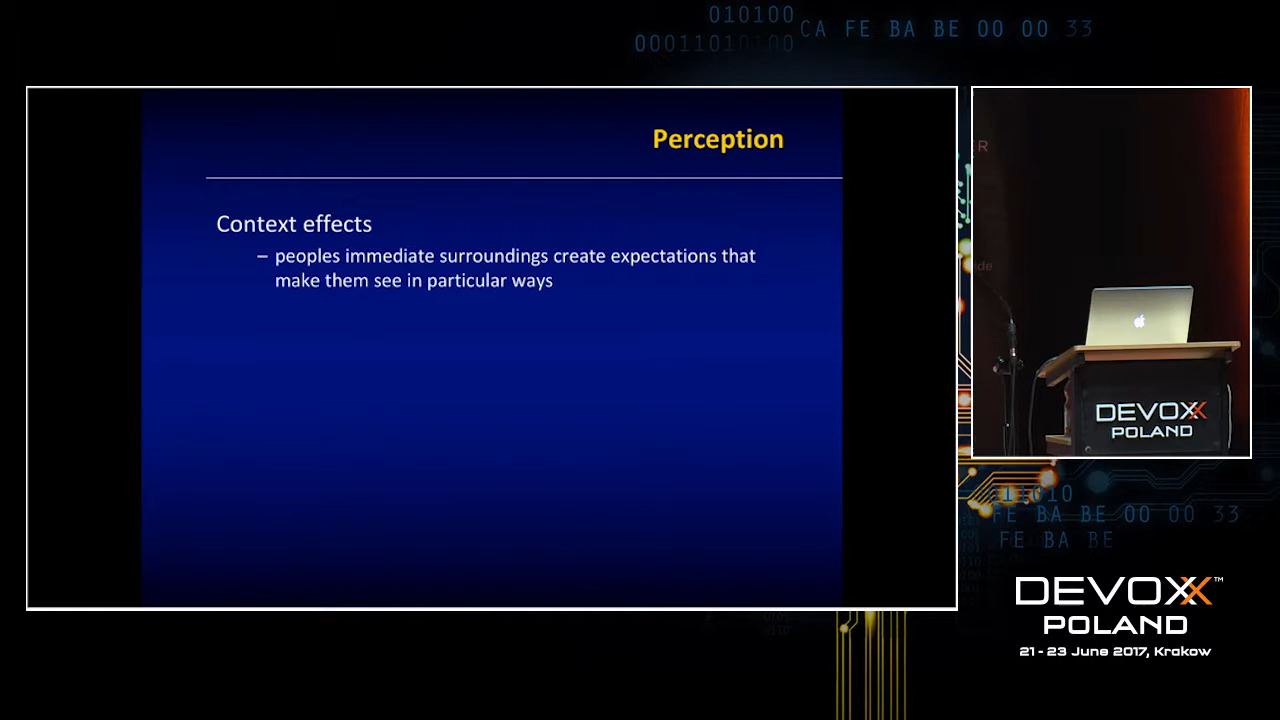 010100
00011010100
CA FE BA BE 00 00 33
Perception
Context effects
– peoples immediate surroundings create expectations that
make them see in particular ways
DEVOXX
POLAND
FE BA BE 00 00 33
FE BA BE
DEVOXX™
POLAND
21 - 23 June 2017, Krakow